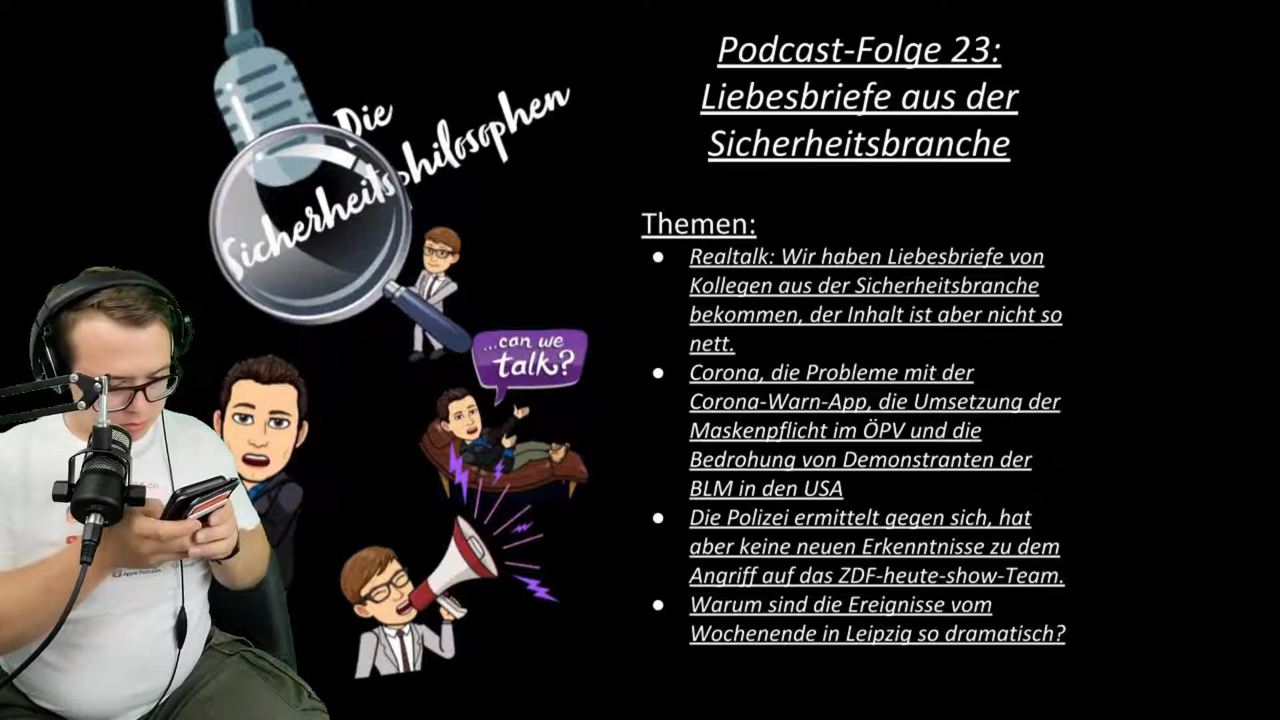 Die
Sicherheitsphilosophen
...can we
talk?
Apple Podcasts
Podcast-Folge 23:
Liebesbriefe aus der
Sicherheitsbranche
Themen:
● Realtalk: Wir haben Liebesbriefe von
Kollegen aus der Sicherheitsbranche
bekommen, der Inhalt ist aber nicht so
nett.
● Corona, die Probleme mit der
Corona-Warn-App, die Umsetzung der
Maskenpflicht im ÖPV und die
Bedrohung von Demonstranten der
BLM in den USA
● Die Polizei ermittelt gegen sich, hat
aber keine neuen Erkenntnisse zu dem
Angriff auf das ZDF-heute-show-Team.
● Warum sind die Ereignisse vom
Wochenende in Leipzig so dramatisch?